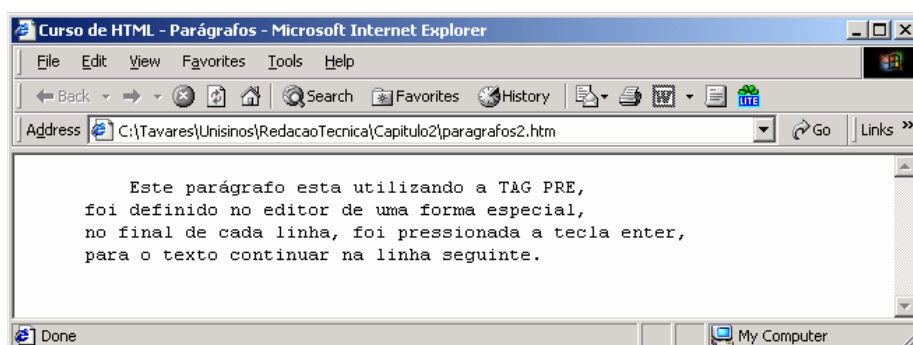 Curso de HTML - Parágrafos - Microsoft Internet Explorer
File Edit View Favorites Tools Help
Back Search Favorites History LITE
Address C:\Tavares\Unisinos\RedacaoTecnica\Capitulo2\paragrafos2.htm Go Links »
Este parágrafo esta utilizando a TAG PRE,
foi definido no editor de uma forma especial,
no final de cada linha, foi pressionada a tecla enter,
para o texto continuar na linha seguinte.
Done My Computer